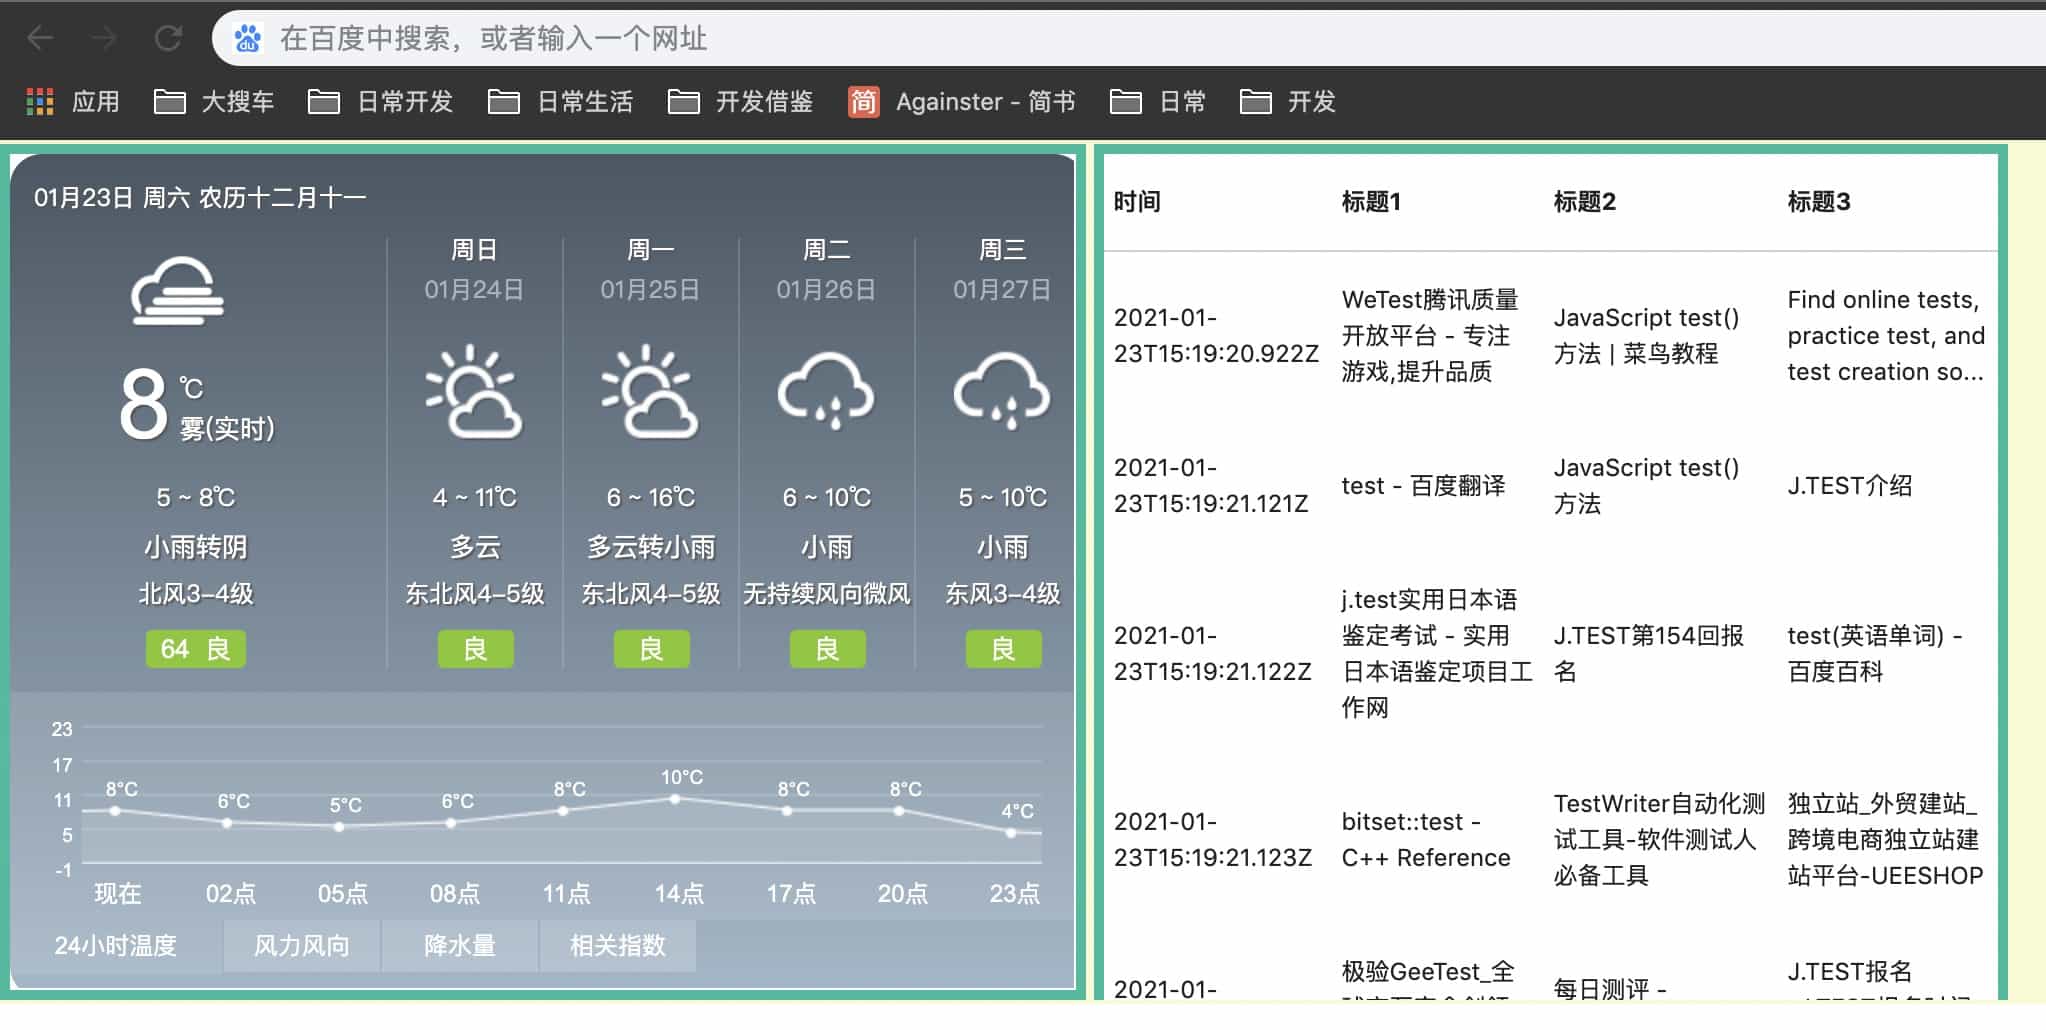 在百度中搜索，或者输入一个网址
应用 大搜车 日常开发 日常生活 开发借鉴 简 Againster - 简书 日常 开发
01月23日 周六 农历十二月十一
8 ℃
雾(实时)
5 ~ 8℃
小雨转阴
北风3-4级
64 良
周日
01月24日
4 ~ 11℃
多云
东北风4-5级
良
周一
01月25日
6 ~ 16℃
多云转小雨
东北风4-5级
良
周二
01月26日
6 ~ 10℃
小雨
无持续风向微风
良
周三
01月27日
5 ~ 10℃
小雨
东风3-4级
良
23
17
11
5
-1
8°C 6°C 5°C 6°C 8°C 10°C 8°C 8°C 4°C
现在 02点 05点 08点 11点 14点 17点 20点 23点
24小时温度 风力风向 降水量 相关指数
时间 标题1 标题2 标题3
2021-01-
23T15:19:20.922Z
WeTest腾讯质量
开放平台 - 专注
游戏,提升品质
JavaScript test()
方法 | 菜鸟教程
Find online tests,
practice test, and
test creation so...
2021-01-
23T15:19:21.121Z
test - 百度翻译
JavaScript test()
方法
J.TEST介绍
2021-01-
23T15:19:21.122Z
j.test实用日本语
鉴定考试 - 实用
日本语鉴定项目工
作网
J.TEST第154回报
名
test(英语单词) -
百度百科
2021-01-
23T15:19:21.123Z
bitset::test -
C++ Reference
TestWriter自动化测
试工具-软件测试人
必备工具
独立站_外贸建站_
跨境电商独立站建
站平台-UEESHOP
2021-01-
极验GeeTest_全
每日测评 -
J.TEST报名